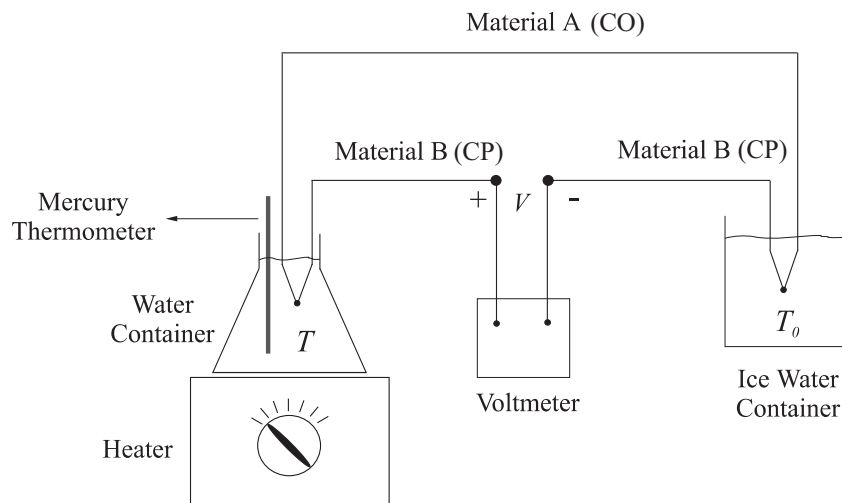 Material A (CO)
Material B (CP)
Material B (CP)
+ V -
Mercury
Thermometer
Water
Container
T
T0
Voltmeter
Ice Water
Container
Heater